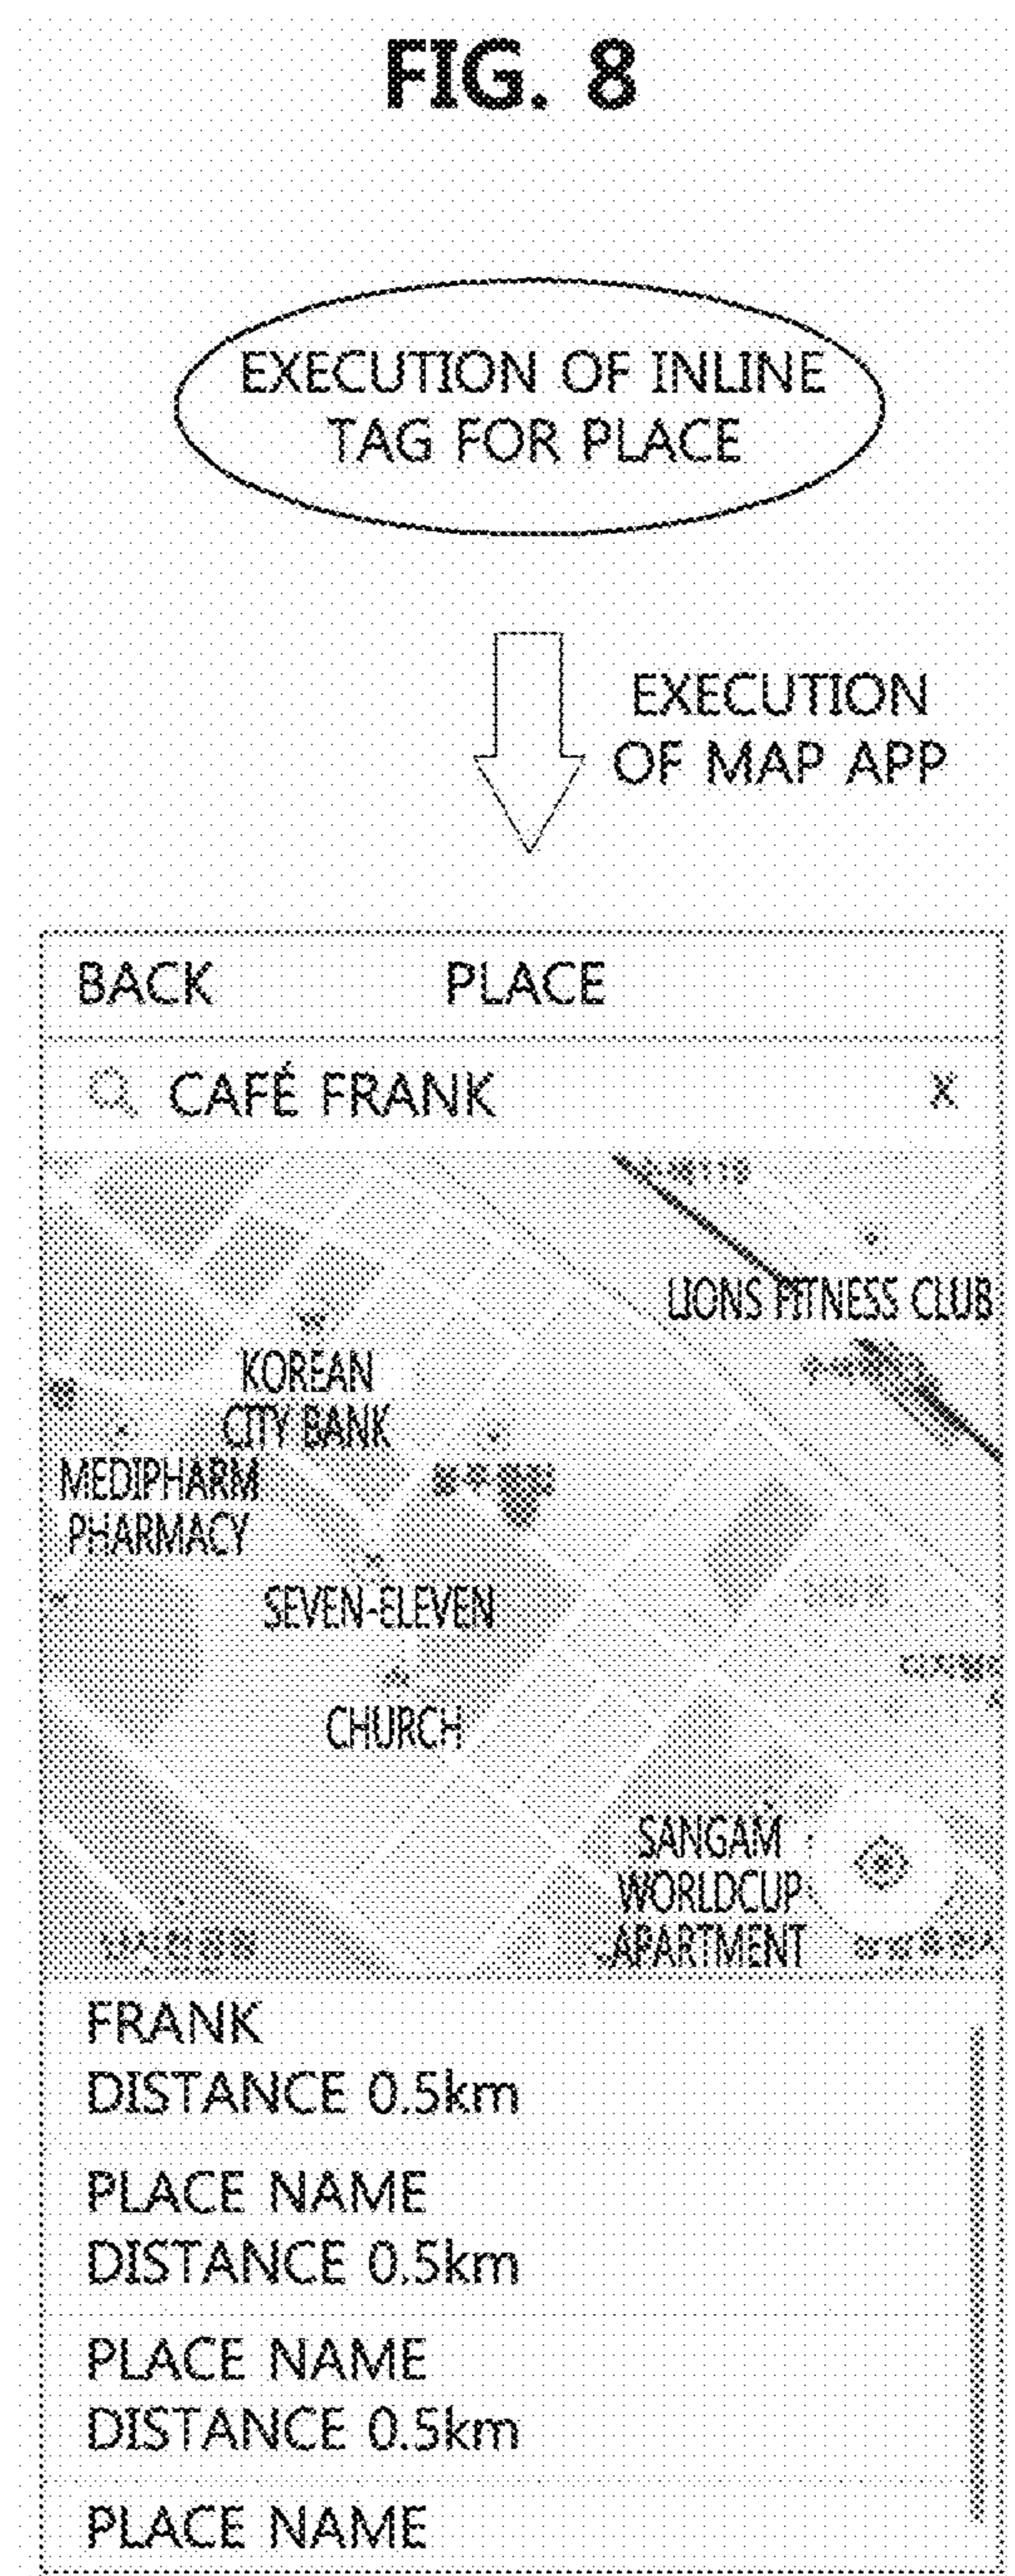 FIG. 8
EXECUTION OF INLINE
TAG FOR PLACE
EXECUTION
OF MAP APP
BACK PLACE
CAFÉ FRANK X
LIONS FITNESS CLUB
KOREAN
CITY BANK
MEDIPHARM
PHARMACY
SEVEN-ELEVEN
CHURCH
SANGAM
WORLDCUP
APARTMENT
FRANK
DISTANCE 0.5km
PLACE NAME
DISTANCE 0.5km
PLACE NAME
DISTANCE 0.5km
PLACE NAME